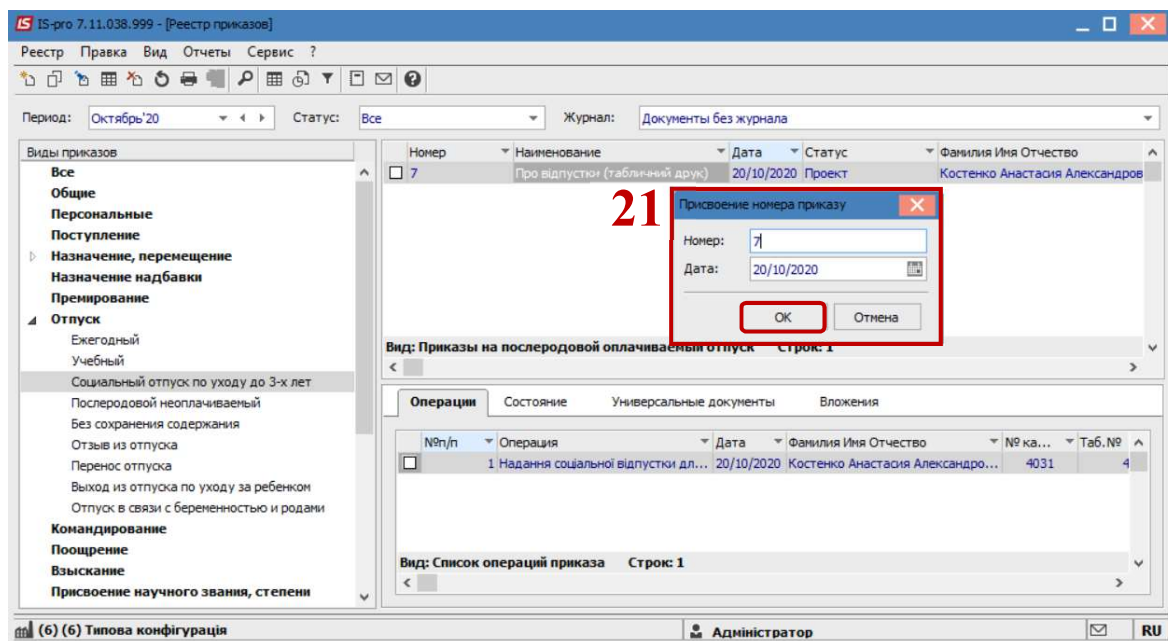 IS-pro 7.11.038.999 - [Реестр приказов]
Реестр Правка Вид Отчеты Сервис ?
Период: Октябрь'20 Статус: Все Журнал: Документы без журнала
Виды приказов
Все
Общие
Персональные
Поступление
Назначение, перемещение
Назначение надбавки
Премирование
Отпуск
Ежегодный
Учебный
Социальный отпуск по уходу до 3-х лет
Послеродовой неоплачиваемый
Без сохранения содержания
Отзыв из отпуска
Перенос отпуска
Выход из отпуска по уходу за ребенком
Отпуск в связи с беременностью и родами
Командирование
Поощрение
Взыскание
Присвоение научного звания, степени
Номер Наименование Дата Статус Фамилия Имя Отчество
7 Про відпустки (табличний друк) 20/10/2020 Проект Костенко Анастасия Александров
21
Присвоение номера приказу
Номер: 7
Дата: 20/10/2020
OK Отмена
Вид: Приказы на послеродовой оплачиваемый отпуск Строк: 1
Операции Состояние Универсальные документы Вложения
№п/п Операция Дата Фамилия Имя Отчество № ка... Таб.№
1 Надання соціальної відпустки дл... 20/10/2020 Костенко Анастасия Александро... 4031 4
Вид: Список операций приказа Строк: 1
(6) (6) Типова конфігурація Адміністратор RU